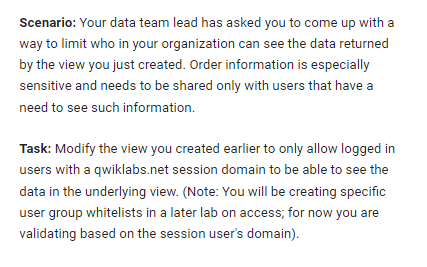 Scenario: Your data team lead has asked you to come up with a
way to limit who in your organization can see the data returned
by the view you just created. Order information is especially
sensitive and needs to be shared only with users that have a
need to see such information.
Task: Modify the view you created earlier to only allow logged in
users with a qwiklabs.net session domain to be able to see the
data in the underlying view. (Note: You will be creating specific
user group whitelists in a later lab on access; for now you are
validating based on the session user's domain).